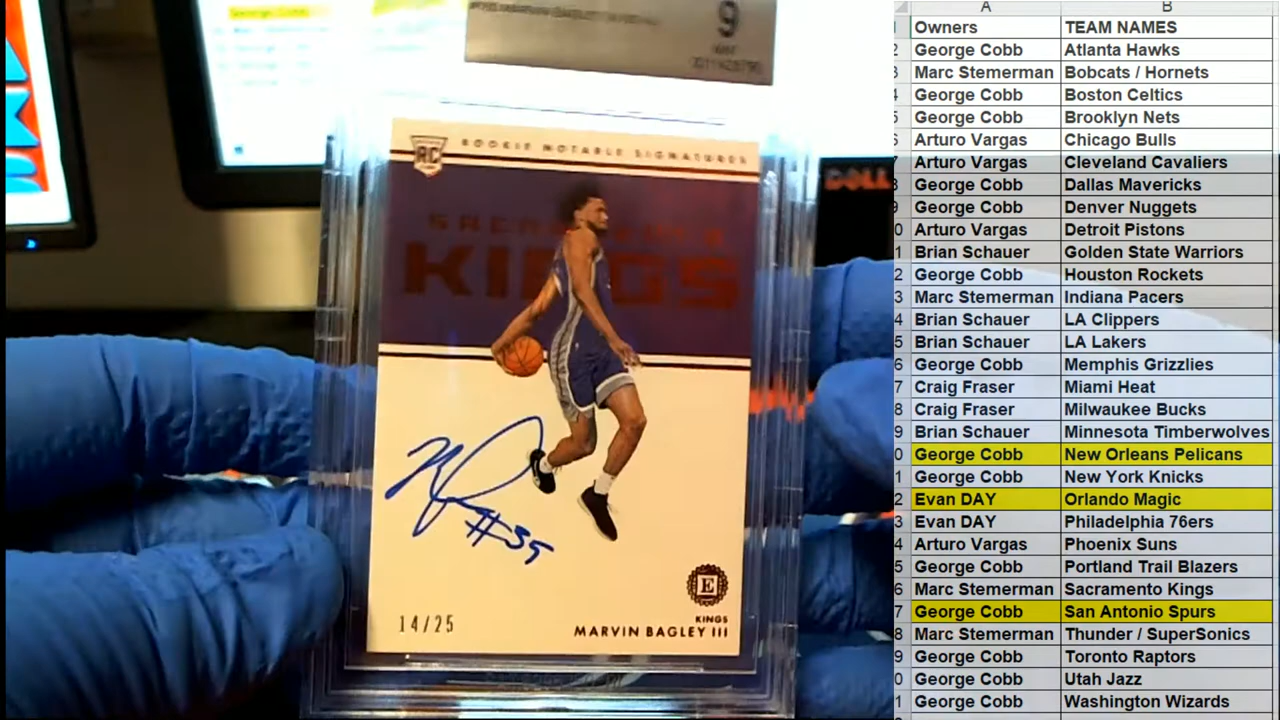 9
MINT
RC
ROOKIE NOTABLE SIGNATURES
SACRAMENTO
KINGS
#35
E
14/25
KINGS
MARVIN BAGLEY III
DOLL
A B
Owners TEAM NAMES
George Cobb Atlanta Hawks
Marc Stemerman Bobcats / Hornets
George Cobb Boston Celtics
George Cobb Brooklyn Nets
Arturo Vargas Chicago Bulls
Arturo Vargas Cleveland Cavaliers
George Cobb Dallas Mavericks
George Cobb Denver Nuggets
Arturo Vargas Detroit Pistons
Brian Schauer Golden State Warriors
George Cobb Houston Rockets
Marc Stemerman Indiana Pacers
Brian Schauer LA Clippers
Brian Schauer LA Lakers
George Cobb Memphis Grizzlies
Craig Fraser Miami Heat
Craig Fraser Milwaukee Bucks
Brian Schauer Minnesota Timberwolves
George Cobb New Orleans Pelicans
George Cobb New York Knicks
Evan DAY Orlando Magic
Evan DAY Philadelphia 76ers
Arturo Vargas Phoenix Suns
George Cobb Portland Trail Blazers
Marc Stemerman Sacramento Kings
George Cobb San Antonio Spurs
Marc Stemerman Thunder / SuperSonics
George Cobb Toronto Raptors
George Cobb Utah Jazz
George Cobb Washington Wizards